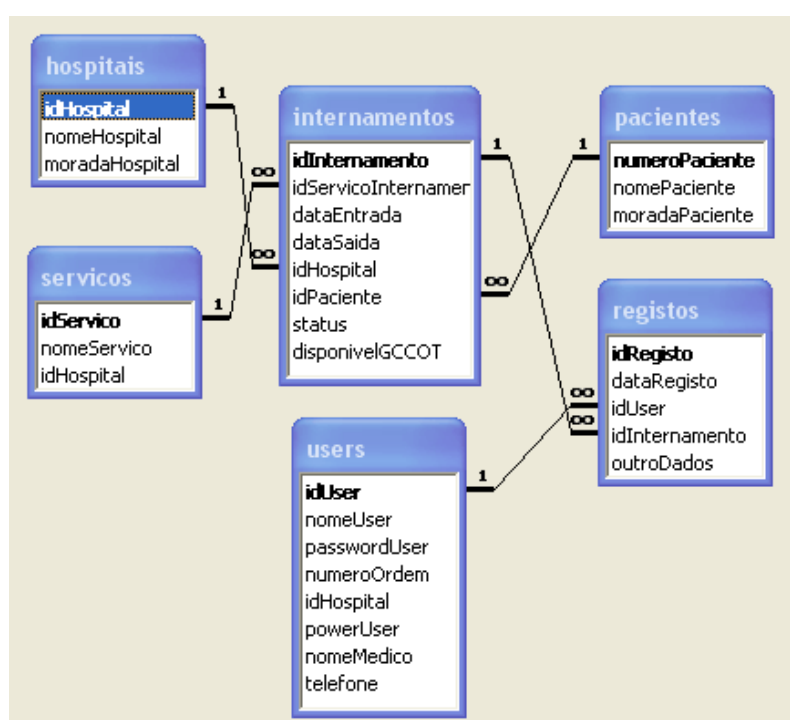 hospitais
idHospital
nomeHospital
moradaHospital
servicos
idServico
nomeServico
idHospital
internamentos
idInternamento
idServicoInternamer
dataEntrada
dataSaida
idHospital
idPaciente
status
disponivelGCCOT
pacientes
numeroPaciente
nomePaciente
moradaPaciente
registos
idRegisto
dataRegisto
idUser
idInternamento
outroDados
users
idUser
nomeUser
passwordUser
numeroOrdem
idHospital
powerUser
nomeMedico
telefone
1
∞
1
∞
1
∞
1
∞
1
∞